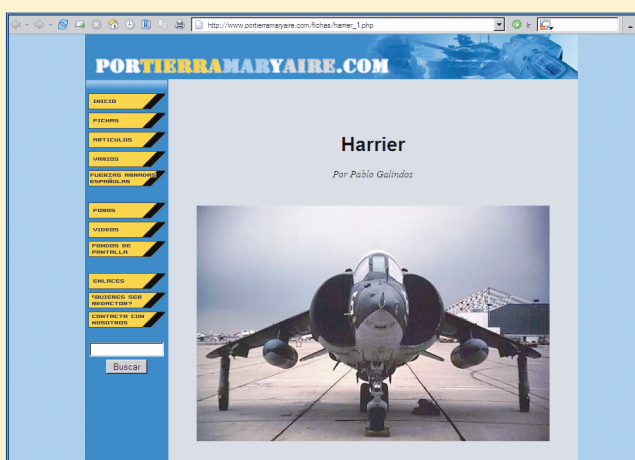 http://www.portierramaryaire.com/fichas/harrier_1.php
PORTIERRAMARYAIRE.COM
INICIO
FICHAS
ARTICULOS
VARIOS
FUERZAS ARMADAS
ESPAÑOLAS
FOROS
VIDEOS
FONDOS DE
PANTALLA
ENLACES
"QUIERES SER
REDACTOR?
CONTACTA CON
NOSOTROS
Buscar
Harrier
Por Pablo Galindos